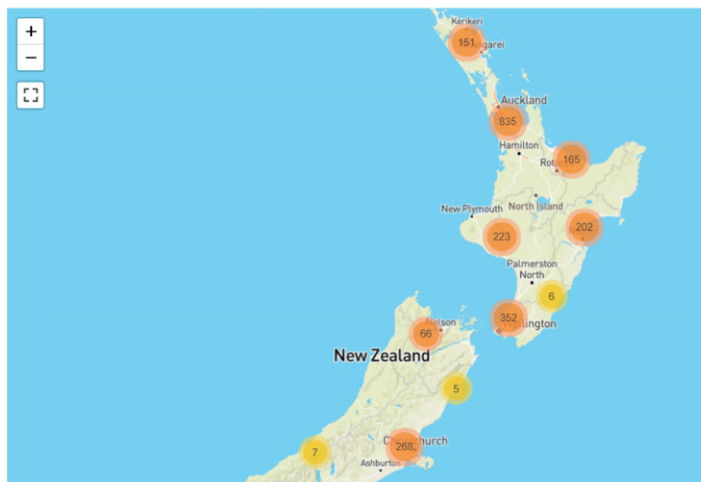 +
−
Kerikeri
151
Auckland
835
Hamilton
165
North Island
New Plymouth
202
223
Palmerston
North
6
352
66
New Zealand
5
268
7
Ashburton